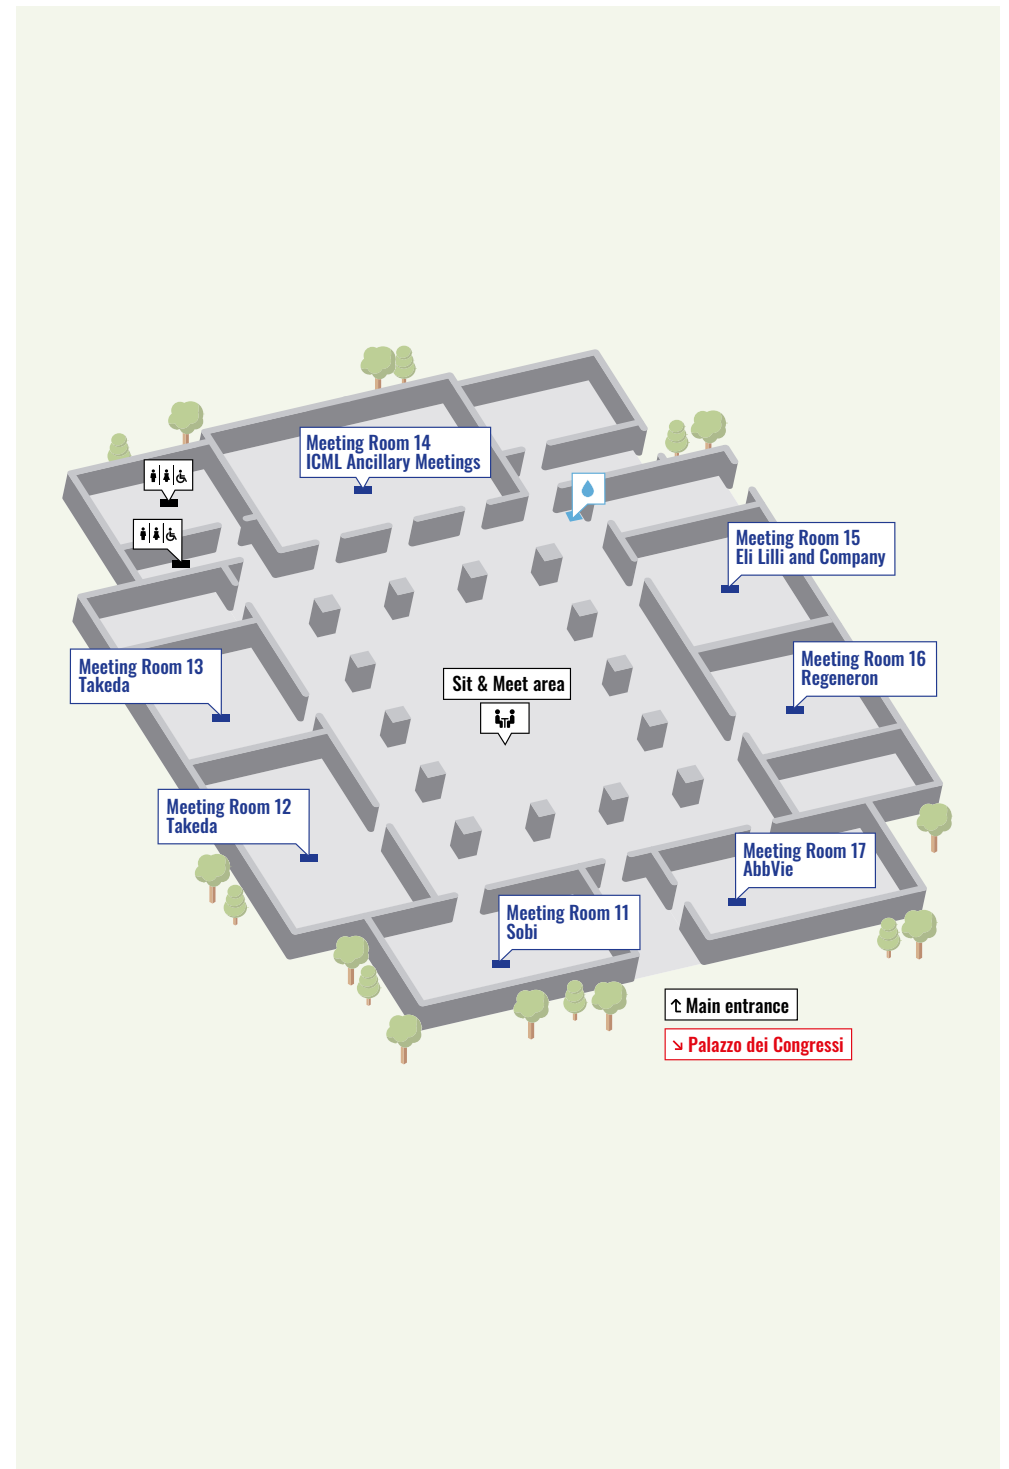 Meeting Room 14
ICML Ancillary Meetings
Meeting Room 15
Eli Lilli and Company
Meeting Room 13
Takeda
Meeting Room 16
Regeneron
Sit & Meet area
Meeting Room 12
Takeda
Meeting Room 17
AbbVie
Meeting Room 11
Sobi
↱ Main entrance
↘ Palazzo dei Congressi